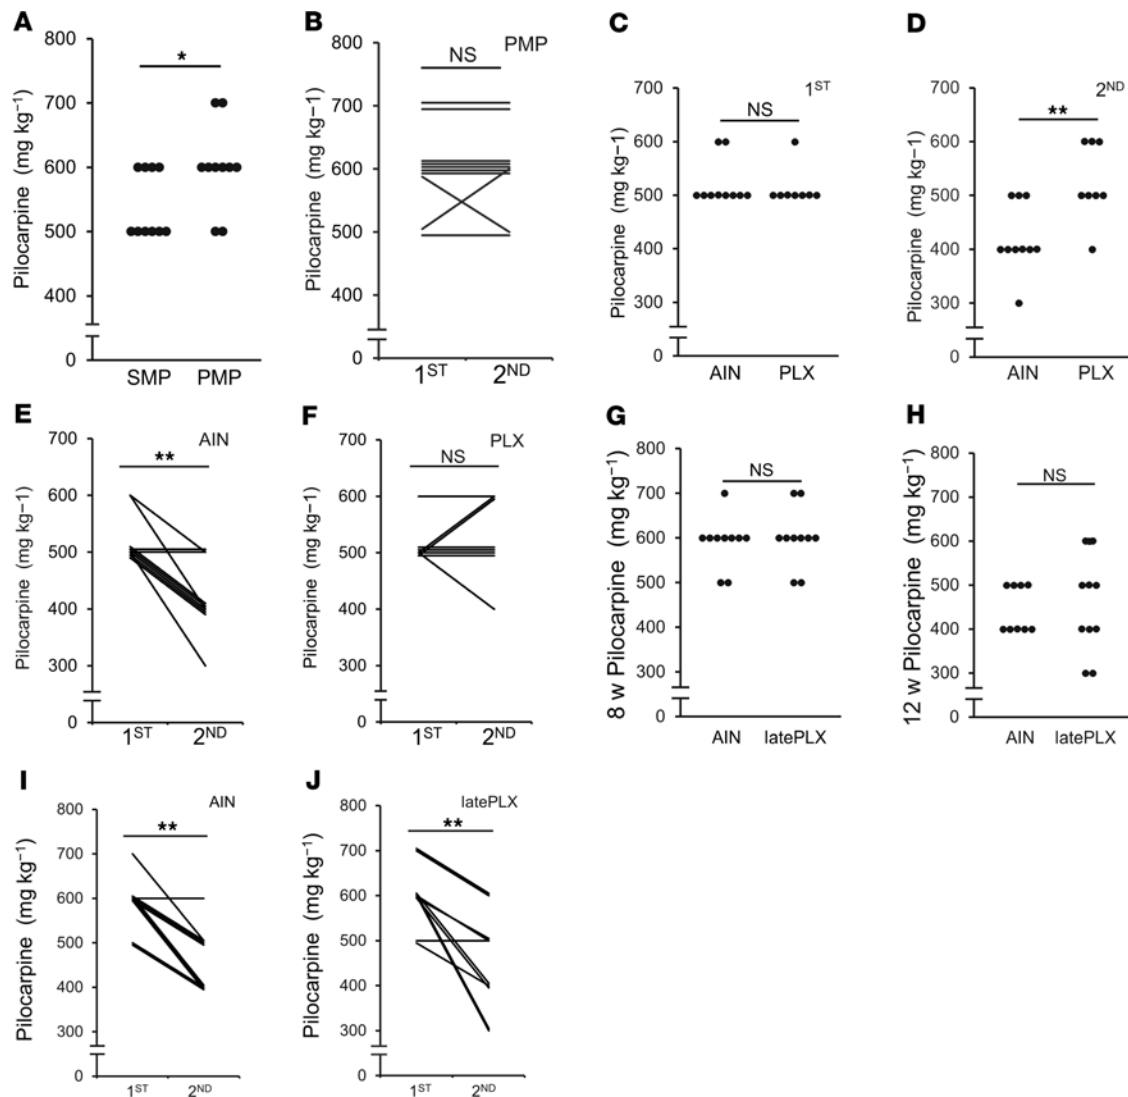 A
Pilocarpine (mg kg⁻¹)
800
700
600
500
400
0
*
SMP PMP
B
Pilocarpine (mg kg−1)
800
700
600
500
400
0
NS
PMP
1ST 2ND
C
Pilocarpine (mg kg−1)
700
600
500
400
300
0
1ST
NS
AIN PLX
D
Pilocarpine (mg kg−1)
700
600
500
400
300
0
2ND
**
AIN PLX
E
Pilocarpine (mg kg−1)
700
600
500
400
300
0
AIN
**
1ST 2ND
F
Pilocarpine (mg kg−1)
700
600
500
400
300
0
PLX
NS
1ST 2ND
G
8 w Pilocarpine (mg kg⁻¹)
800
700
600
500
400
300
0
NS
AIN latePLX
H
12 w Pilocarpine (mg kg⁻¹)
800
700
600
500
400
300
0
NS
AIN latePLX
I
Pilocarpine (mg kg⁻¹)
800
700
600
500
400
300
0
AIN
**
1ST 2ND
J
Pilocarpine (mg kg⁻¹)
800
700
600
500
400
300
0
latePLX
**
1ST 2ND